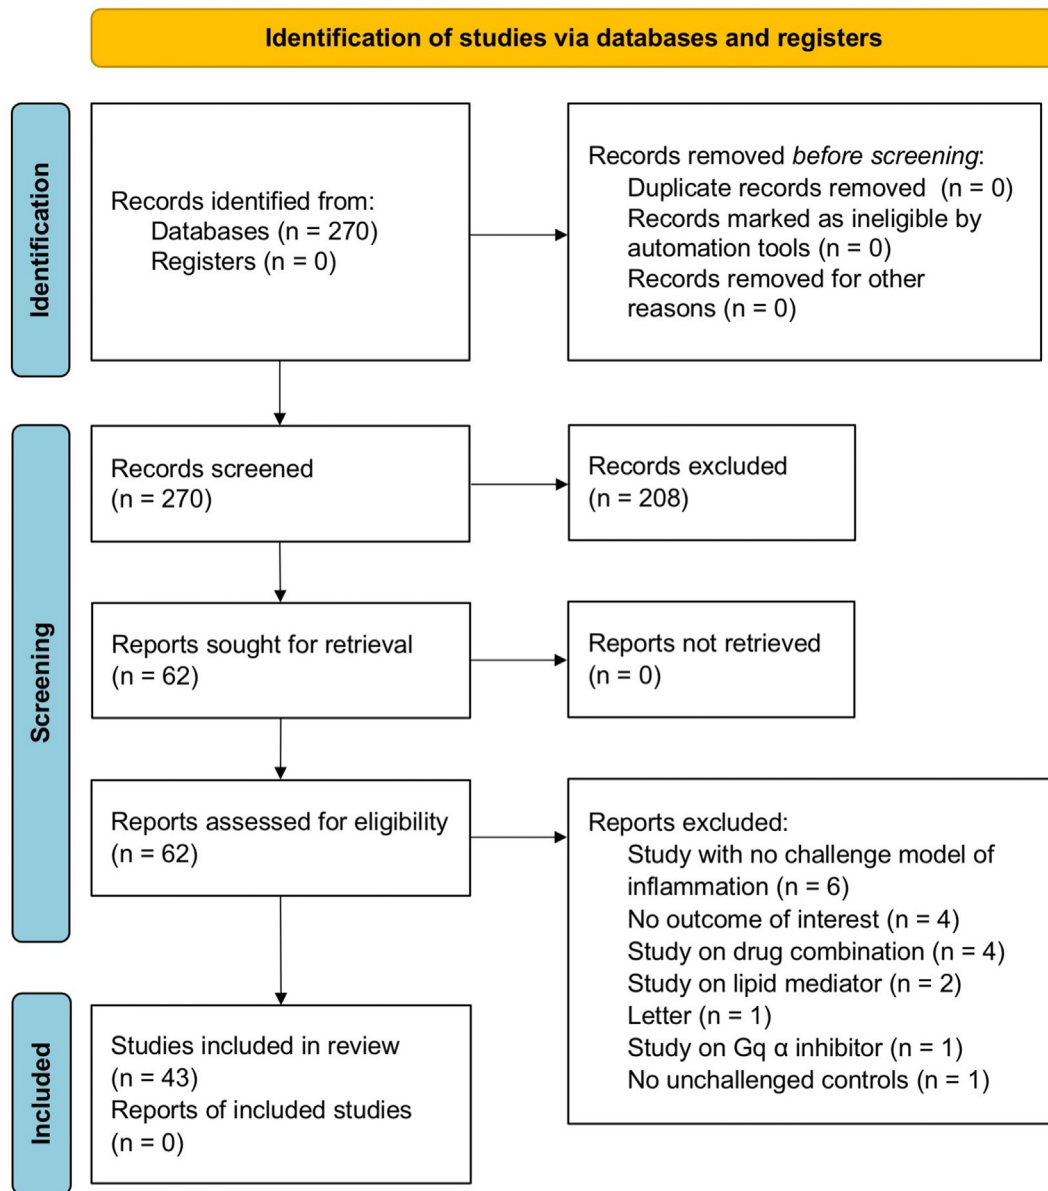 Identification of studies via databases and registers
Identification
Records identified from:
Databases (n = 270)
Registers (n = 0)
Records removed before screening:
Duplicate records removed  (n = 0)
Records marked as ineligible by
automation tools (n = 0)
Records removed for other
reasons (n = 0)
Screening
Records screened
(n = 270)
Records excluded
(n = 208)
Reports sought for retrieval
(n = 62)
Reports not retrieved
(n = 0)
Reports assessed for eligibility
(n = 62)
Reports excluded:
Study with no challenge model of
inflammation (n = 6)
No outcome of interest (n = 4)
Study on drug combination (n = 4)
Study on lipid mediator (n = 2)
Letter (n = 1)
Study on Gq α inhibitor (n = 1)
No unchallenged controls (n = 1)
Included
Studies included in review
(n = 43)
Reports of included studies
(n = 0)